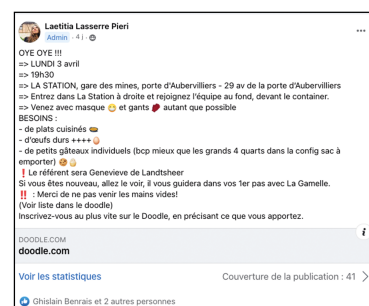 Laetitia Lasserre Pieri
Admin · 4 j ·
OYE OYE !!!
=> LUNDI 3 avril
=> 19h30
=> LA STATION, gare des mines, porte d'Aubervilliers - 29 av de la porte d'Aubervilliers
=> Entrez dans La Station à droite et rejoignez l'équipe au fond, devant le container.
=> Venez avec masque 😷 et gants 🥊 autant que possible
BESOINS :
- de plats cuisinés 🥘
- d'œufs durs ++++🥚
- de petits gâteaux individuels (bcp mieux que les grands 4 quarts dans la config sac à
emporter) 🍪🧁
❗ Le référent sera Genevieve de Landtsheer
Si vous êtes nouveau, allez le voir, il vous guidera dans vos 1er pas avec La Gamelle.
‼️ : Merci de ne pas venir les mains vides!
(Voir liste dans le doodle)
Inscrivez-vous au plus vite sur le Doodle, en précisant ce que vous apportez.
DOODLE.COM
doodle.com
Voir les statistiques
Couverture de la publication : 41
Ghislain Benrais et 2 autres personnes